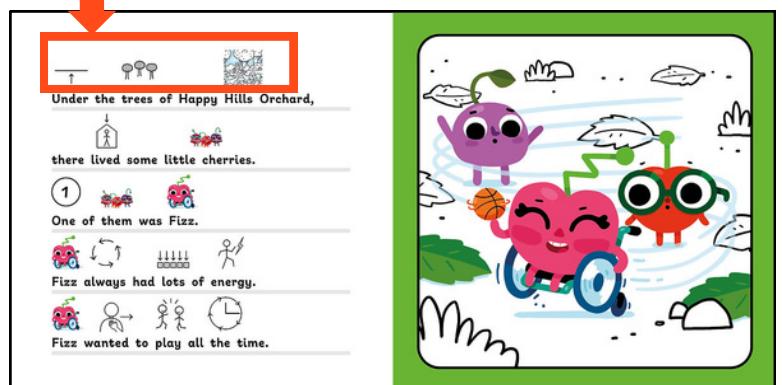 Under the trees of Happy Hills Orchard,
there lived some little cherries.
1
One of them was Fizz.
Fizz always had lots of energy.
Fizz wanted to play all the time.